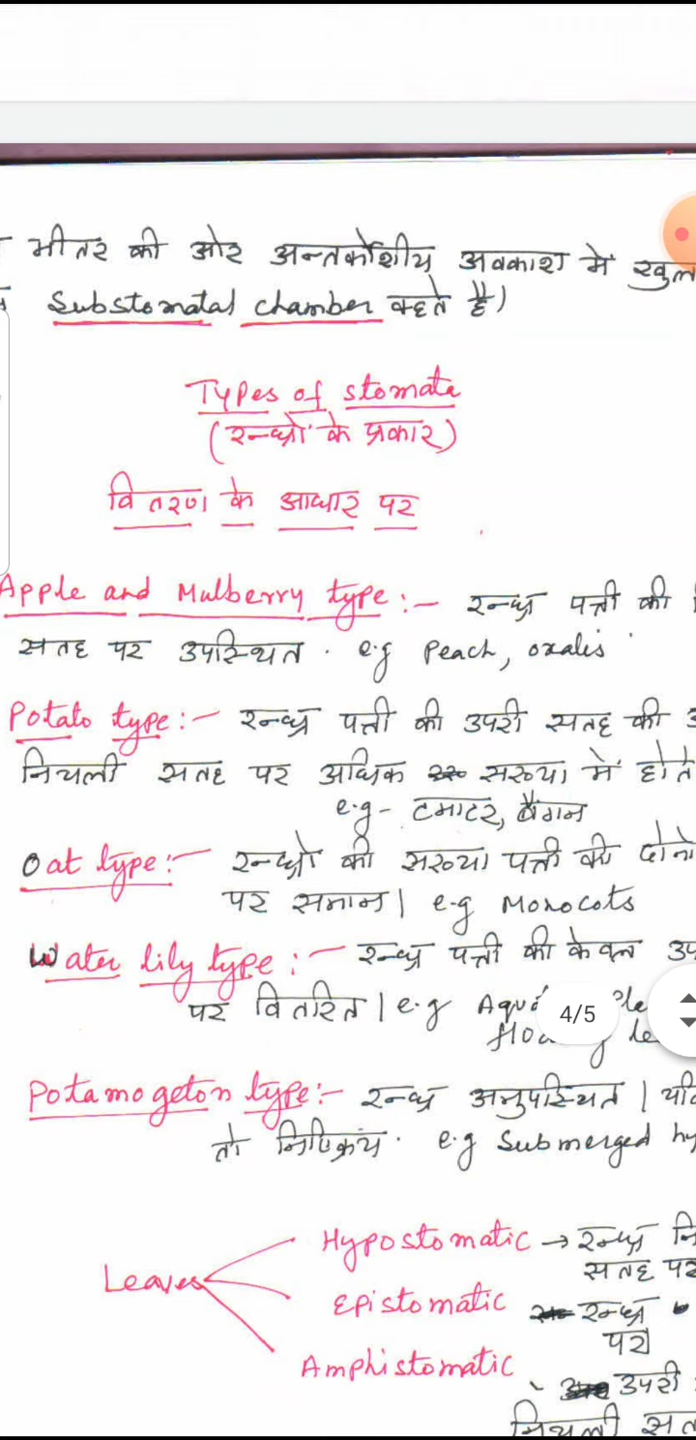 भीतर की ओर अन्तर्कोशीय अवकाश में खुल
Substomatal chamber कहते हैं)
Types of stomata
(रन्ध्रों के प्रकार)
वितरण के आधार पर
Apple and Mulberry type:- रन्ध्र पत्ती की
सतह पर उपस्थित. e.g Peach, oxalis
Potato type:- रन्ध्र पत्ती की उपरी सतह की
निचली सतह पर अधिक संख्या में होते
e.g- टमाटर, बैंगन
Oat type:- रन्ध्रों की संख्या पत्ती की दोनो
पर समान| e.g Monocots
Water lily type:- रन्ध्र पत्ती की केवल
पर वितरित| e.g
4/5
Potamogeton type:- रन्ध्र अनुपस्थित|
तो निष्क्रिय. e.g Submerged
Hypostomatic → रन्ध्र
सतह पर
Leaves
Epistomatic रन्ध्र
पर
Amphistomatic
उपरी
निचली